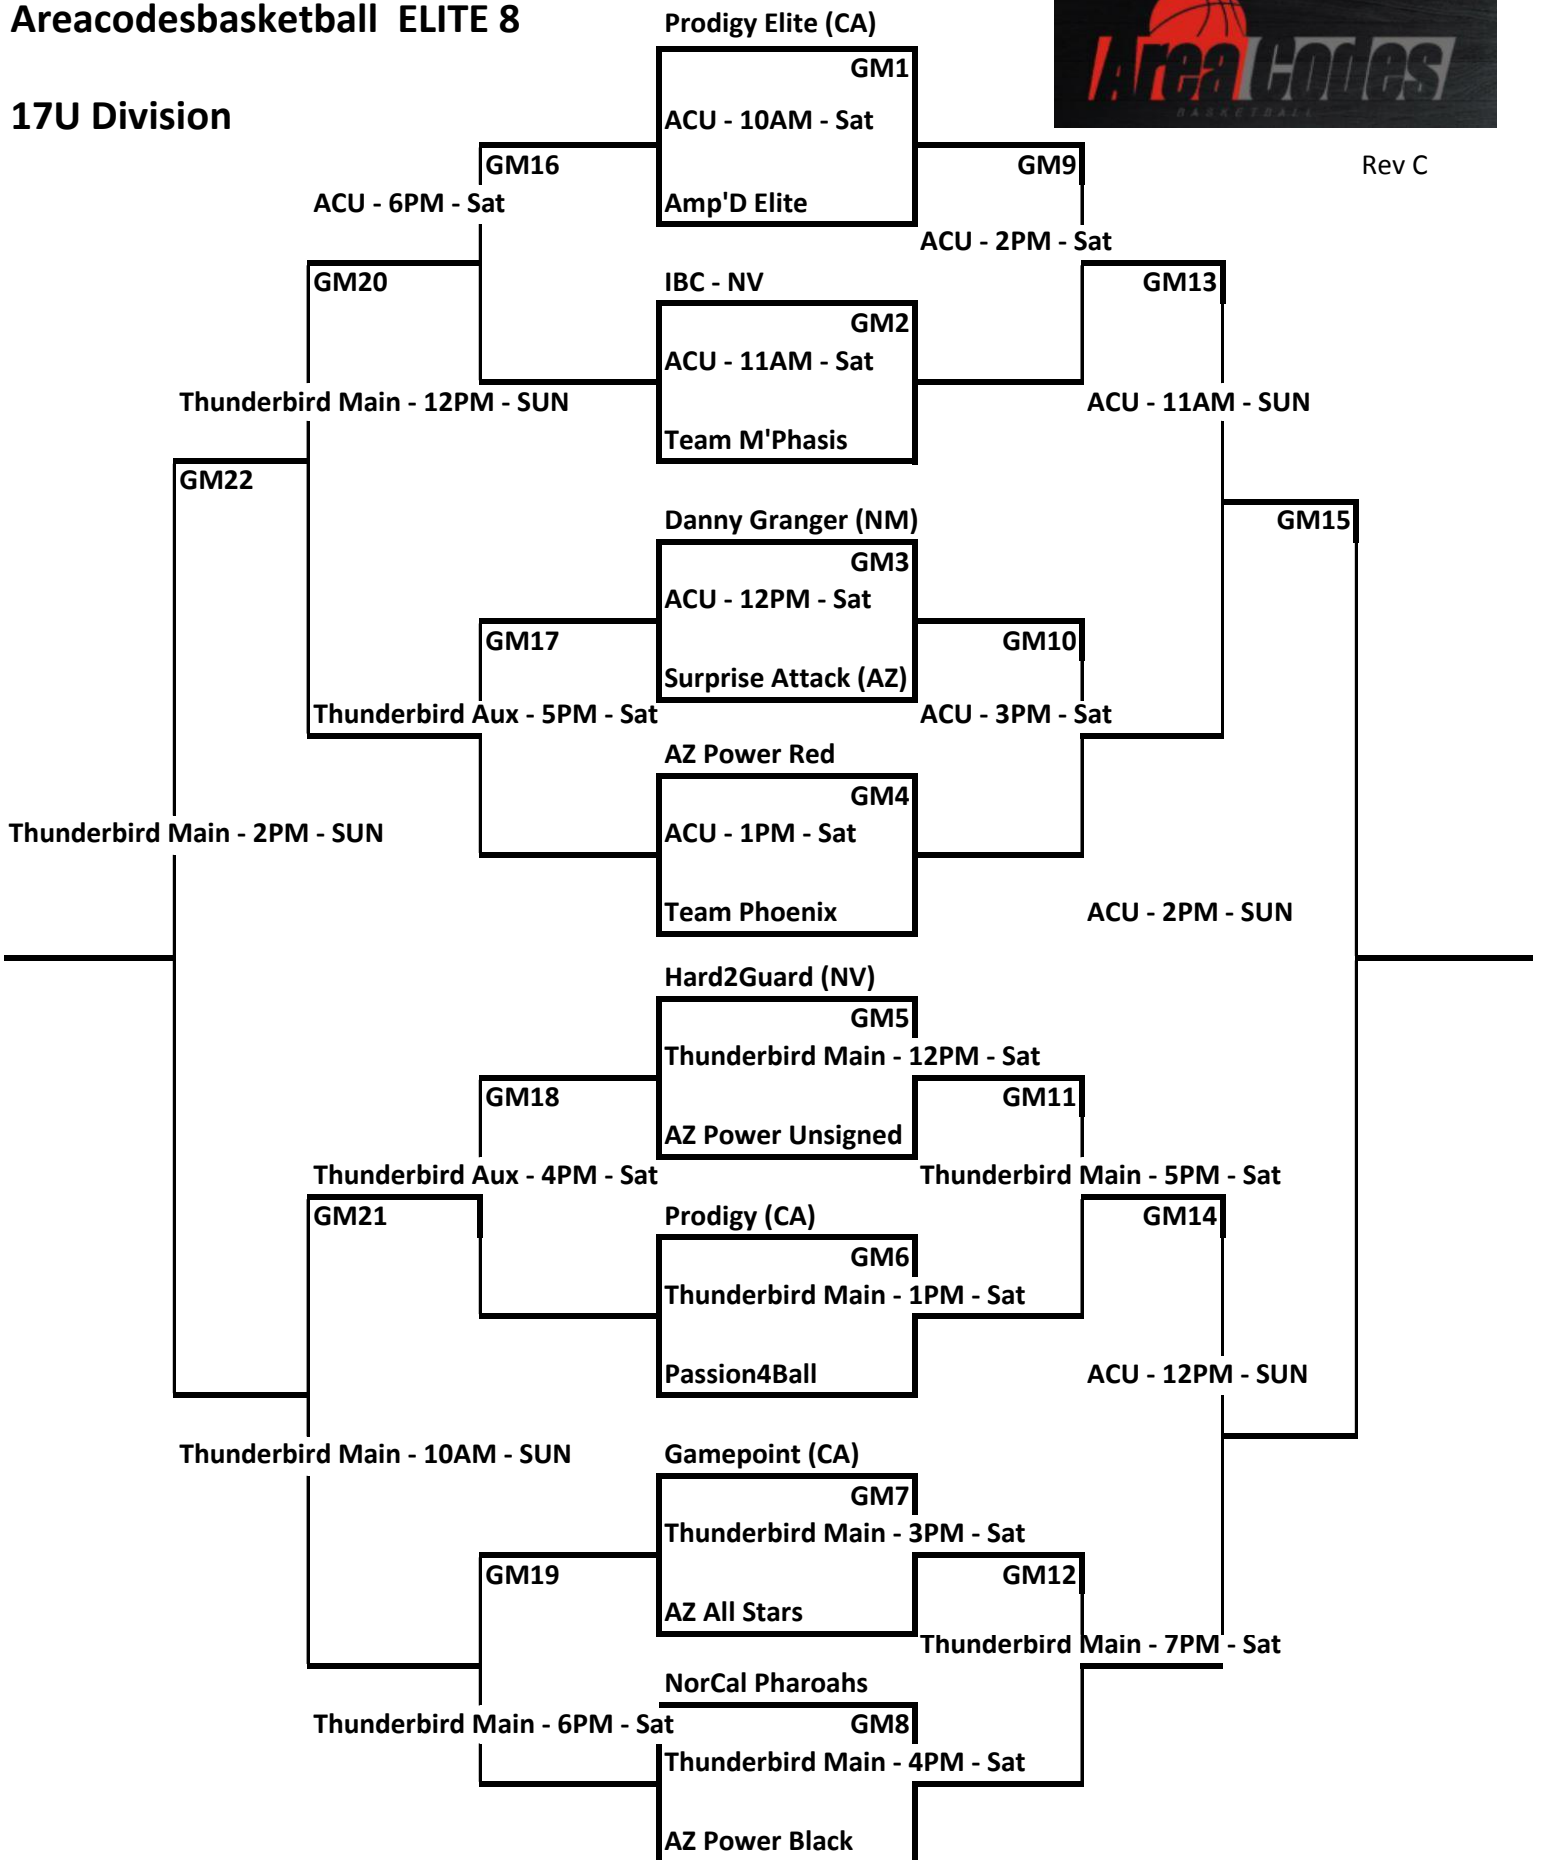 Areacodesbasketball ELITE 8
Prodigy Elite (CA)
Area Codes
BASKETBALL
GM1
17U Division
ACU - 10AM - Sat
GM16
GM9
Rev C
ACU - 6PM - Sat
Amp'D Elite
ACU - 2PM - Sat
GM20
IBC - NV
GM13
GM2
ACU - 11AM - Sat
Thunderbird Main - 12PM - SUN
ACU - 11AM - SUN
Team M'Phasis
GM22
Danny Granger (NM)
GM15
GM3
ACU - 12PM - Sat
GM17
GM10
Surprise Attack (AZ)
Thunderbird Aux - 5PM - Sat
ACU - 3PM - Sat
AZ Power Red
GM4
Thunderbird Main - 2PM - SUN
ACU - 1PM - Sat
Team Phoenix
ACU - 2PM - SUN
Hard2Guard (NV)
GM5
Thunderbird Main - 12PM - Sat
GM18
GM11
AZ Power Unsigned
Thunderbird Aux - 4PM - Sat
Thunderbird Main - 5PM - Sat
GM21
Prodigy (CA)
GM14
GM6
Thunderbird Main - 1PM - Sat
Passion4Ball
ACU - 12PM - SUN
Thunderbird Main - 10AM - SUN
Gamepoint (CA)
GM7
Thunderbird Main - 3PM - Sat
GM19
GM12
AZ All Stars
Thunderbird Main - 7PM - Sat
NorCal Pharoahs
Thunderbird Main - 6PM - Sat
GM8
Thunderbird Main - 4PM - Sat
AZ Power Black